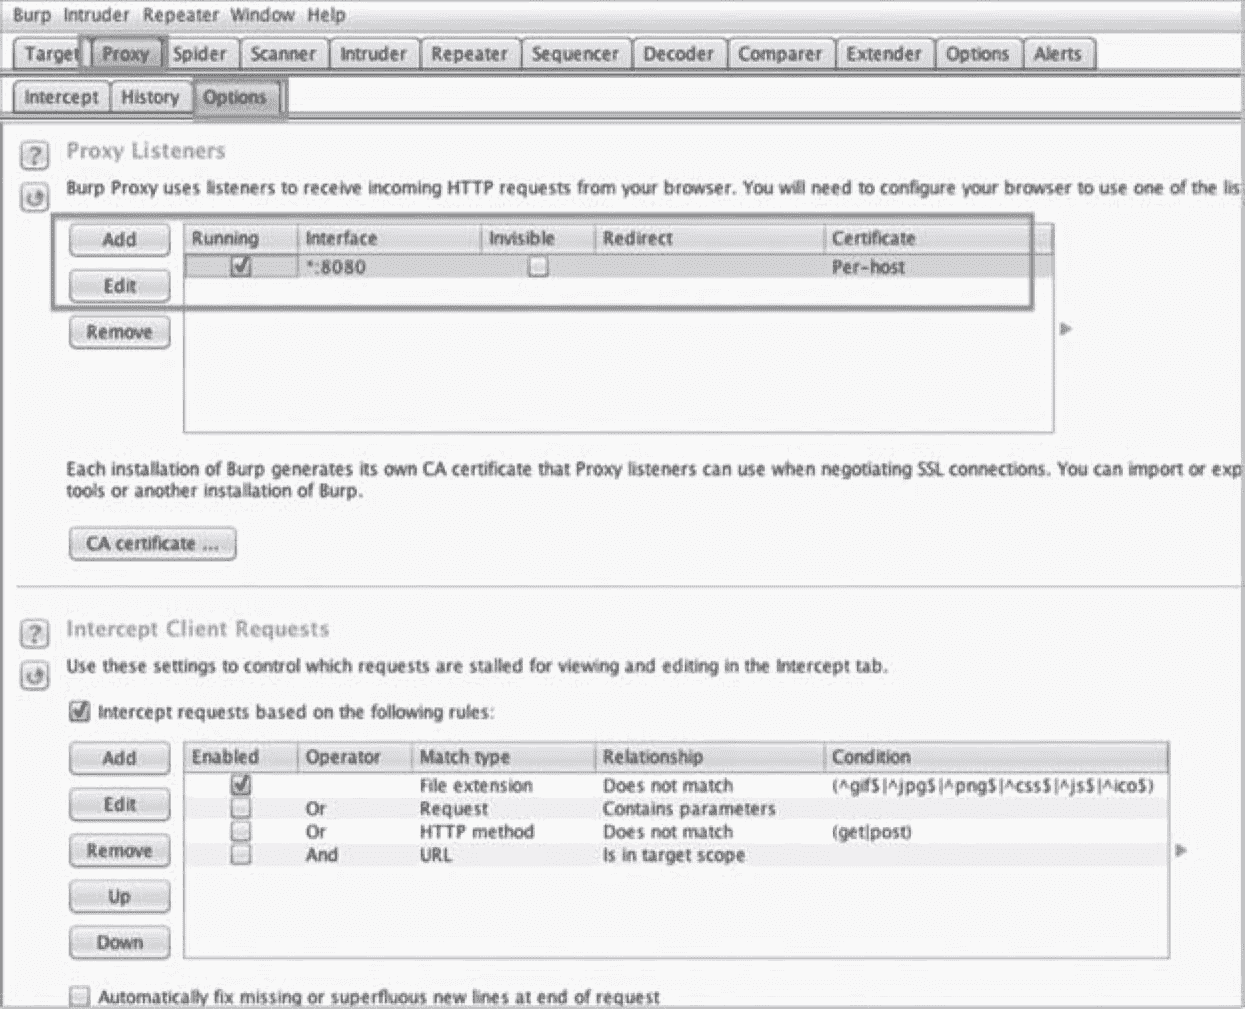 Burp Intruder Repeater Window Help
Target Proxy Spider Scanner Intruder Repeater Sequencer Decoder Comparer Extender Options Alerts
Intercept History Options
? Proxy Listeners
Burp Proxy uses listeners to receive incoming HTTP requests from your browser. You will need to configure your browser to use one of the lis
Add Running Interface Invisible Redirect Certificate
*:8080 Per-host
Edit
Remove
Each installation of Burp generates its own CA certificate that Proxy listeners can use when negotiating SSL connections. You can import or exp
tools or another installation of Burp.
CA certificate ...
? Intercept Client Requests
Use these settings to control which requests are stalled for viewing and editing in the Intercept tab.
Intercept requests based on the following rules:
Add Enabled Operator Match type Relationship Condition
File extension Does not match (^gif$|^jpg$|^png$|^css$|^js$|^ico$)
Edit Or Request Contains parameters
Or HTTP method Does not match (get|post)
Remove And URL Is in target scope
Up
Down
Automatically fix missing or superfluous new lines at end of request